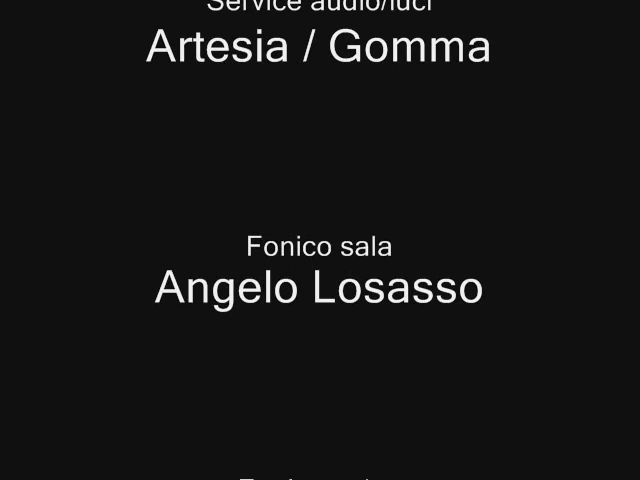 Service audio/luci
Artesia / Gomma
Fonico sala
Angelo Losasso